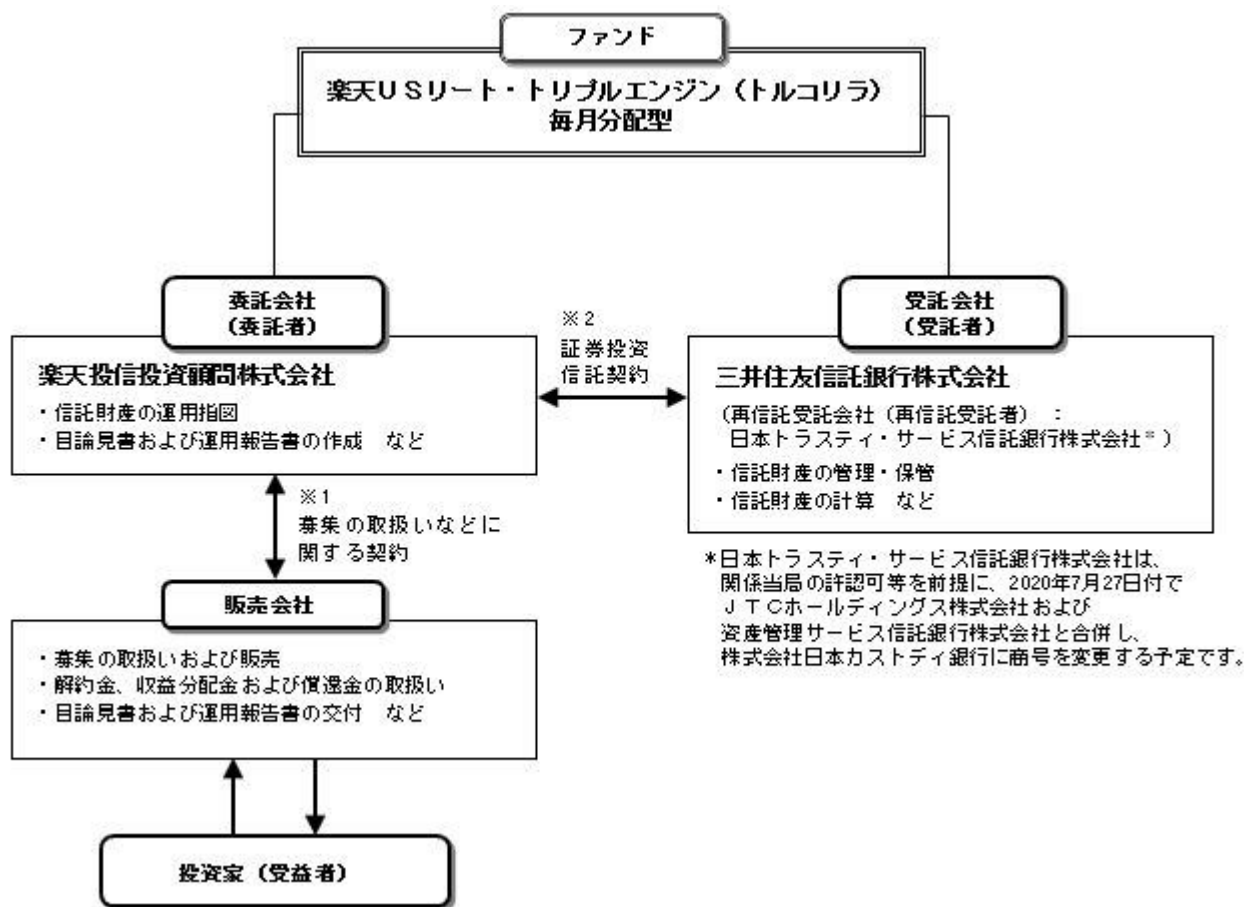 ファンド
楽天USリート・トリプルエンジン（トルコリラ）
毎月分配型
委託会社
（委託者）
楽天投信投資顧問株式会社
・信託財産の運用指図
・目論見書および運用報告書の作成　など
※2
証券投資
信託契約
受託会社
（受託者）
三井住友信託銀行株式会社
（再信託受託会社（再信託受託者）：
日本トラスティ・サービス信託銀行株式会社*）
・信託財産の管理・保管
・信託財産の計算　など
*日本トラスティ・サービス信託銀行株式会社は、
関係当局の許認可等を前提に、2020年7月27日付で
JTCホールディングス株式会社および
資産管理サービス信託銀行株式会社と合併し、
株式会社日本カストディ銀行に商号を変更する予定です。
※1
募集の取扱いなどに
関する契約
販売会社
・募集の取扱いおよび販売
・解約金、収益分配金および償還金の取扱い
・目論見書および運用報告書の交付　など
投資家（受益者）